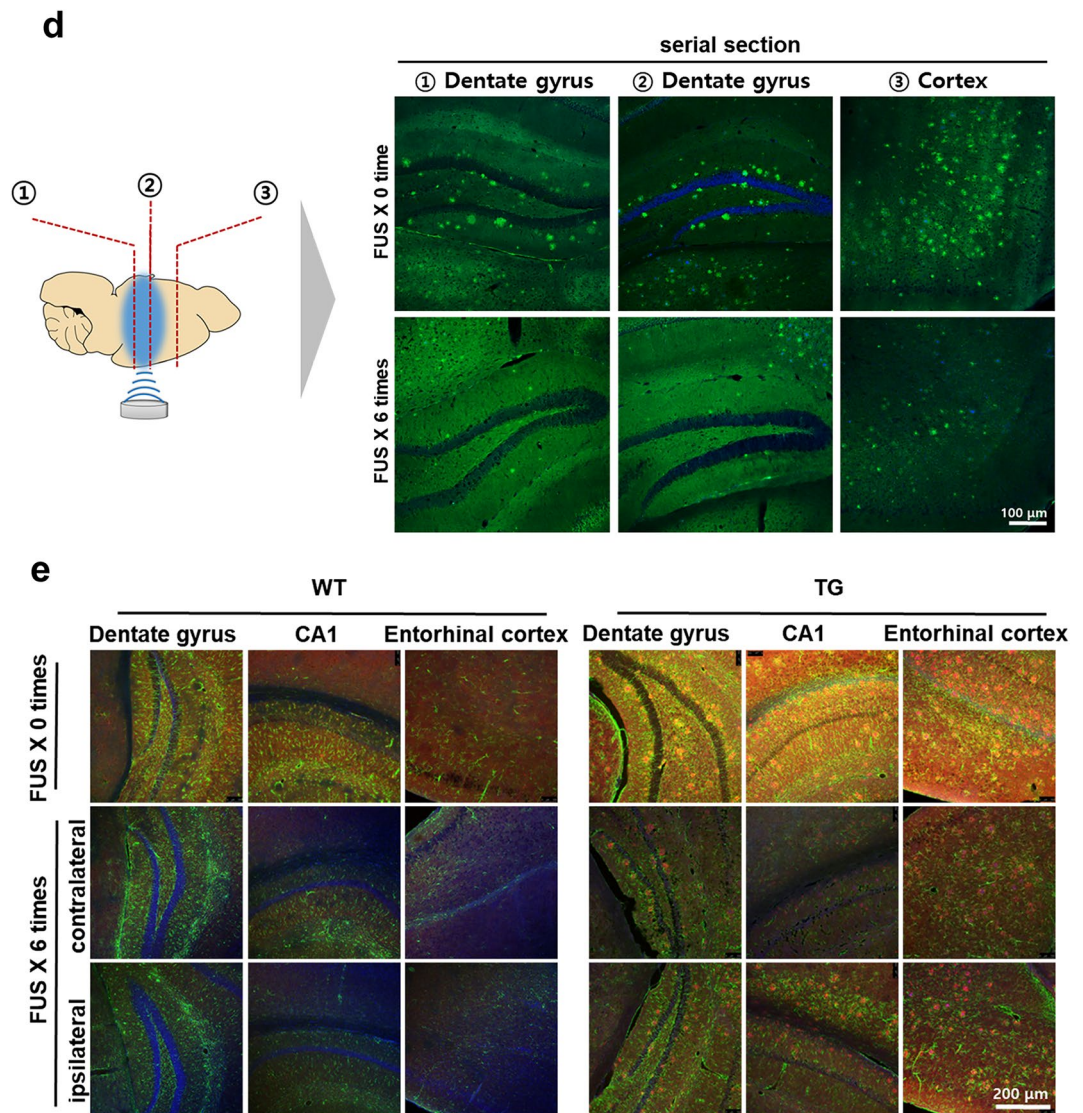 d
serial section
① Dentate gyrus
② Dentate gyrus
③ Cortex
①
②
③
FUS X 0 time
FUS X 6 times
100 μm
e
WT
TG
Dentate gyrus
CA1
Entorhinal cortex
Dentate gyrus
CA1
Entorhinal cortex
FUS X 0 times
FUS X 6 times
contralateral
ipsilateral
200 μm